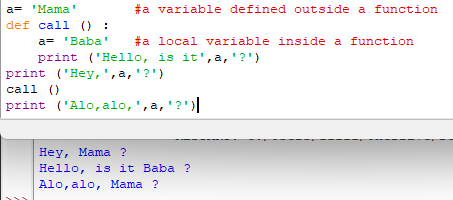 a= 'Mama'       #a variable defined outside a function
def call () :
    a= 'Baba'   #a local variable inside a function
    print ('Hello, is it',a,'?')
print ('Hey,',a,'?')
call ()
print ('Alo,alo,',a,'?')
Hey, Mama ?
Hello, is it Baba ?
Alo,alo, Mama ?
>>>